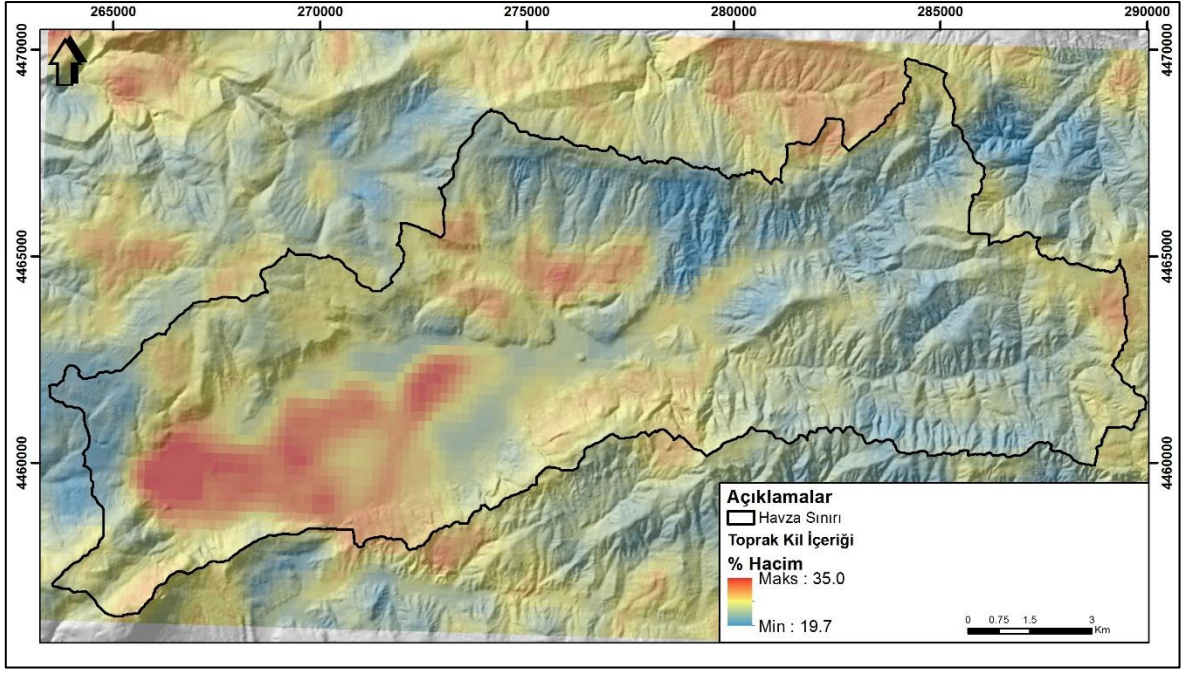 265000 270000 275000 280000 285000 290000
4470000 4470000
4465000 4465000
4460000 4460000
Açıklamalar
Havza Sınırı
Toprak Kil İçeriği
% Hacim
Maks : 35.0
Min : 19.7
0 0.75 1.5 3
Km